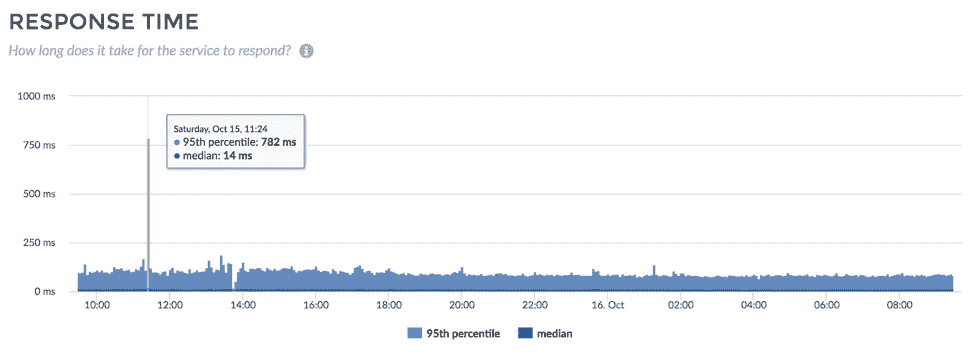 RESPONSE TIME
How long does it take for the service to respond? i
1000 ms
Saturday, Oct 15, 11:24
● 95th percentile: 782 ms
● median: 14 ms
750 ms
500 ms
250 ms
0 ms
10:00 12:00 14:00 16:00 18:00 20:00 22:00 16. Oct 02:00 04:00 06:00 08:00
95th percentile median